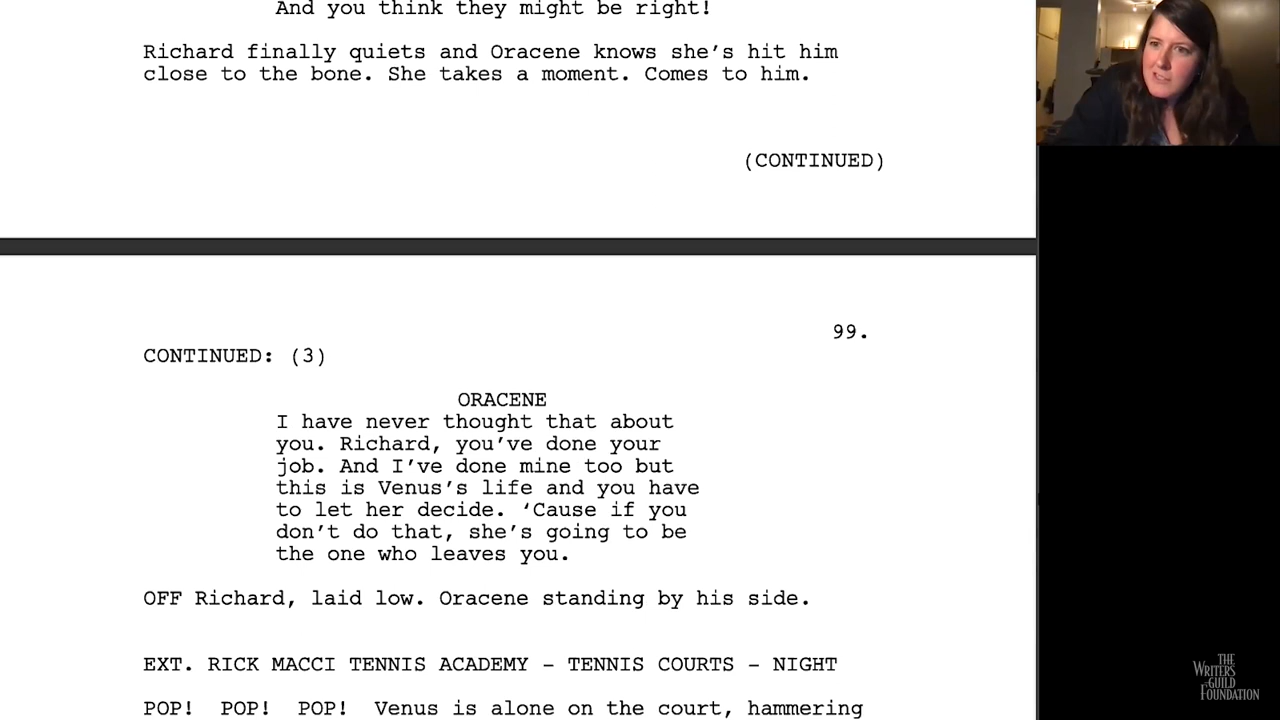 And you think they might be right!
Richard finally quiets and Oracene knows she’s hit him
close to the bone. She takes a moment. Comes to him.
(CONTINUED)
99.
CONTINUED: (3)
ORACENE
I have never thought that about
you. Richard, you’ve done your
job. And I’ve done mine too but
this is Venus’s life and you have
to let her decide. ‘Cause if you
don’t do that, she’s going to be
the one who leaves you.
OFF Richard, laid low. Oracene standing by his side.
EXT. RICK MACCI TENNIS ACADEMY – TENNIS COURTS – NIGHT
POP!  POP!  POP!  Venus is alone on the court, hammering
THE
WRITERS
GUILD
FOUNDATION